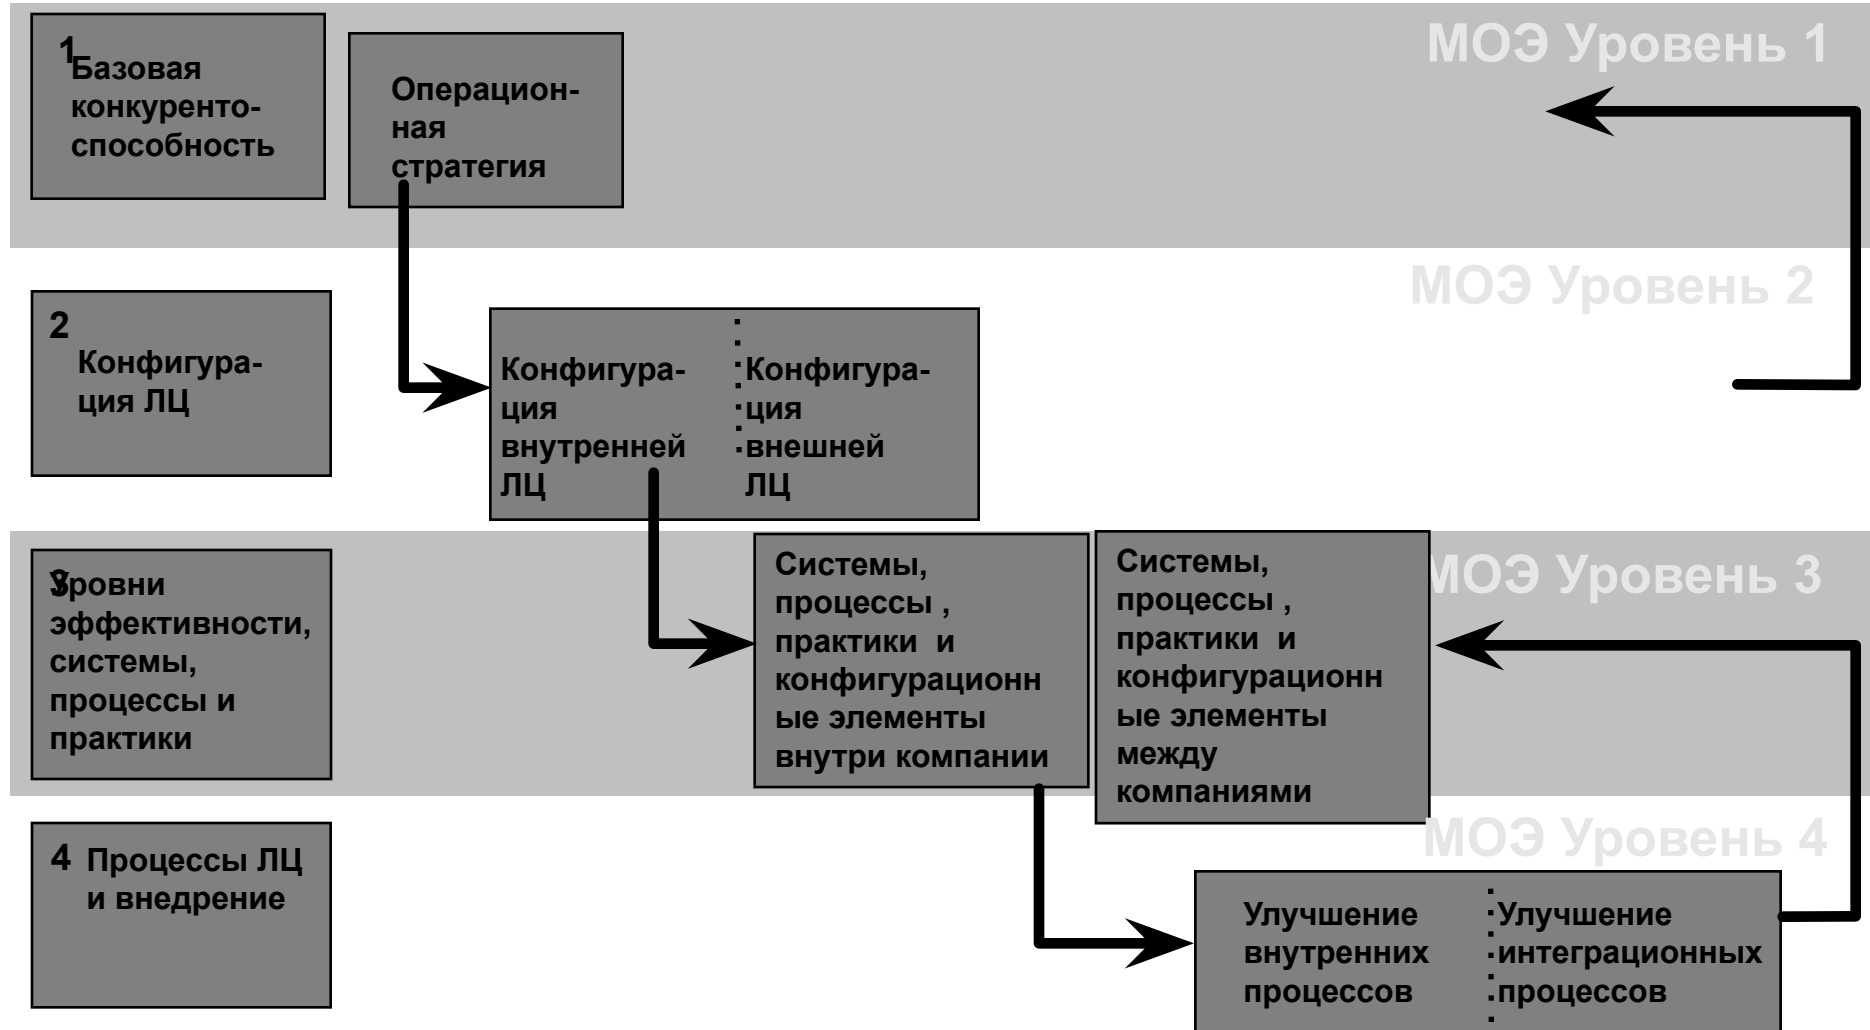 МОЭ Уровень 1
1
Базовая
конкуренто-
способность
Операцион-
ная
стратегия
МОЭ Уровень 2
2
Конфигура-
ция ЛЦ
Конфигура-
ция
внутренней
ЛЦ
Конфигура-
ция
внешней
ЛЦ
МОЭ Уровень 3
3
Уровни
эффективности,
системы,
процессы и
практики
Системы,
процессы ,
практики и
конфигурационн
ые элементы
внутри компании
Системы,
процессы ,
практики и
конфигурационн
ые элементы
между
компаниями
МОЭ Уровень 4
4 Процессы ЛЦ
и внедрение
Улучшение
внутренних
процессов
Улучшение
интеграционных
процессов